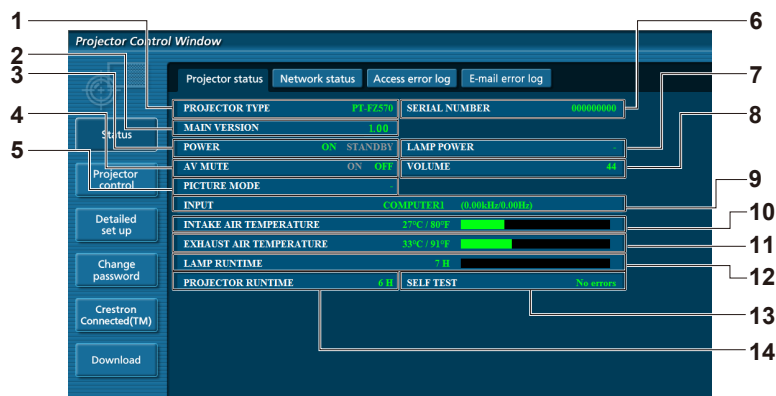 1
2
3
4
5
6
7
8
9
10
11
12
13
14
Projector Control Window
Projector status Network status Access error log E-mail error log
Status
Projector
control
Detailed
set up
Change
password
Crestron
Connected(TM)
Download
PROJECTOR TYPE PT-FZ570 SERIAL NUMBER 000000000
MAIN VERSION 1.00
POWER ON STANDBY LAMP POWER -
AV MUTE ON OFF VOLUME 44
PICTURE MODE -
INPUT COMPUTER1 (0.00kHz/0.00Hz)
INTAKE AIR TEMPERATURE 27°C / 80°F
EXHAUST AIR TEMPERATURE 33°C / 91°F
LAMP RUNTIME 7 H
PROJECTOR RUNTIME 6 H SELF TEST No errors